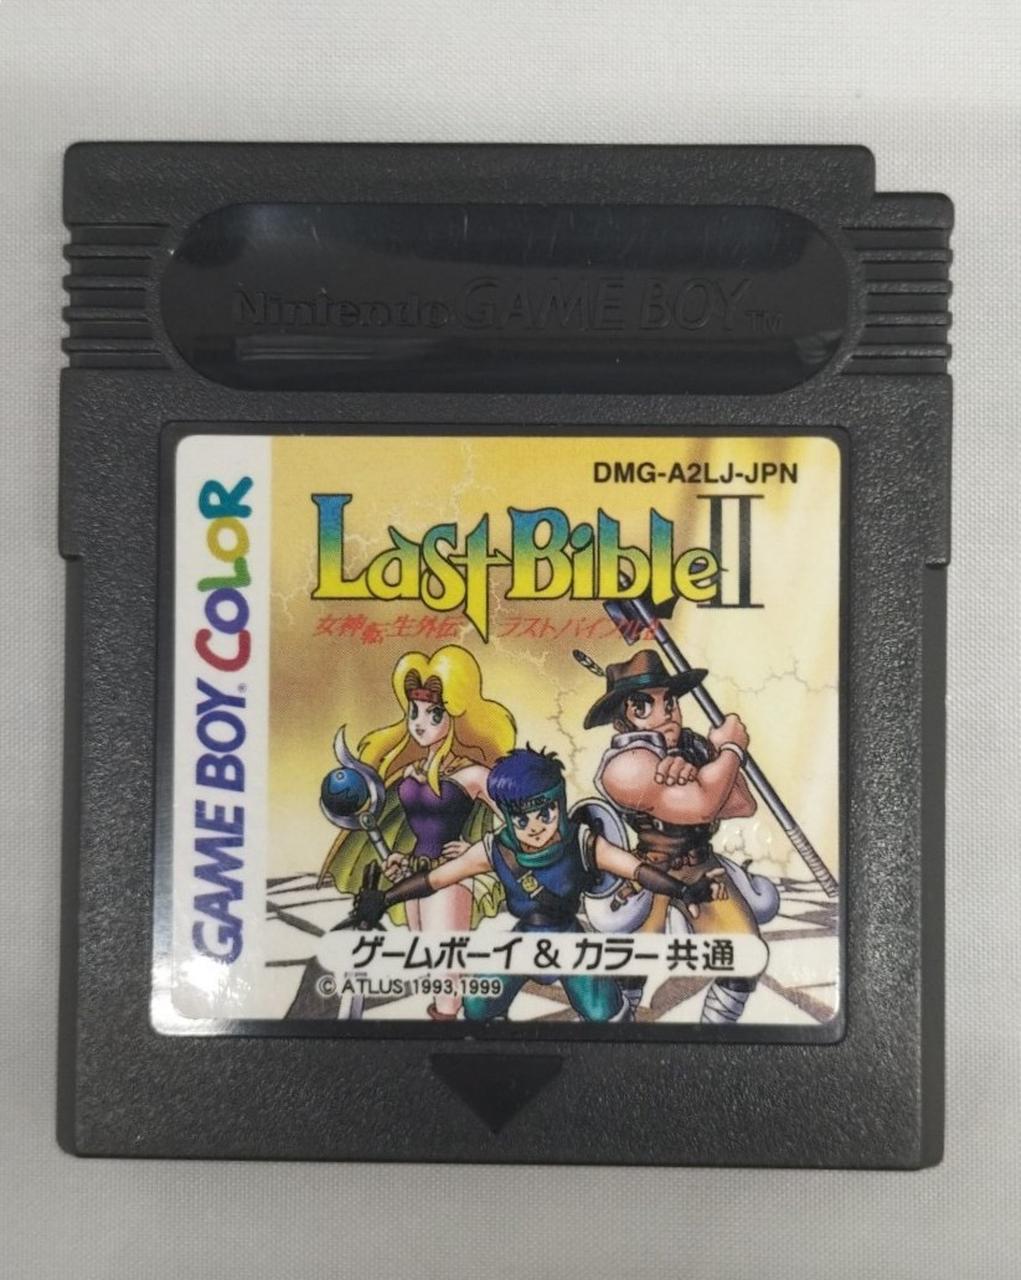 Nintendo GAME BOY TM
GAME BOY COLOR
DMG-A2LJ-JPN
Last Bible II
女神転生外伝 ラストバイブルII
ゲームボーイ & カラー共通
© ATLUS 1993,1999